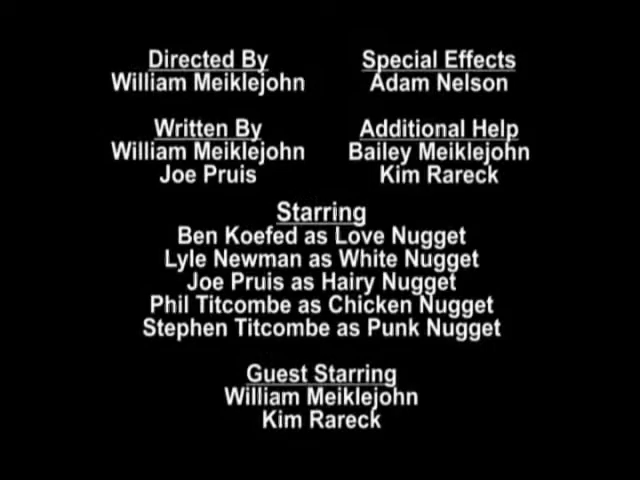 Directed By
William Meiklejohn
Special Effects
Adam Nelson
Written By
William Meiklejohn
Joe Pruis
Additional Help
Bailey Meiklejohn
Kim Rareck
Starring
Ben Koefed as Love Nugget
Lyle Newman as White Nugget
Joe Pruis as Hairy Nugget
Phil Titcombe as Chicken Nugget
Stephen Titcombe as Punk Nugget
Guest Starring
William Meiklejohn
Kim Rareck